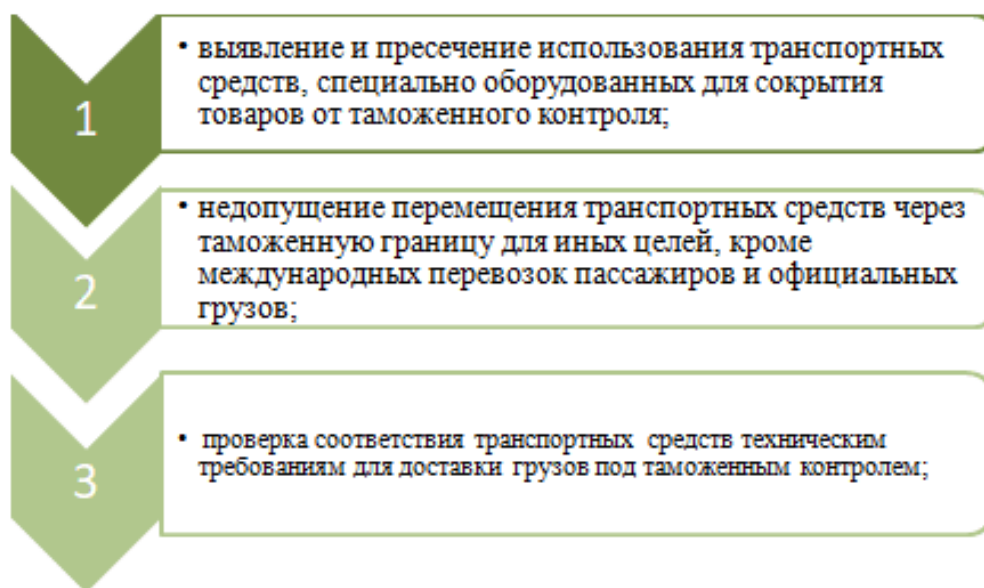 1
• выявление и пресечение использования транспортных
средств, специально оборудованных для сокрытия
товаров от таможенного контроля;
2
• недопущение перемещения транспортных средств через
таможенную границу для иных целей, кроме
международных перевозок пассажиров и официальных
грузов;
3
• проверка соответствия транспортных средств техническим
требованиям для доставки грузов под таможенным контролем;